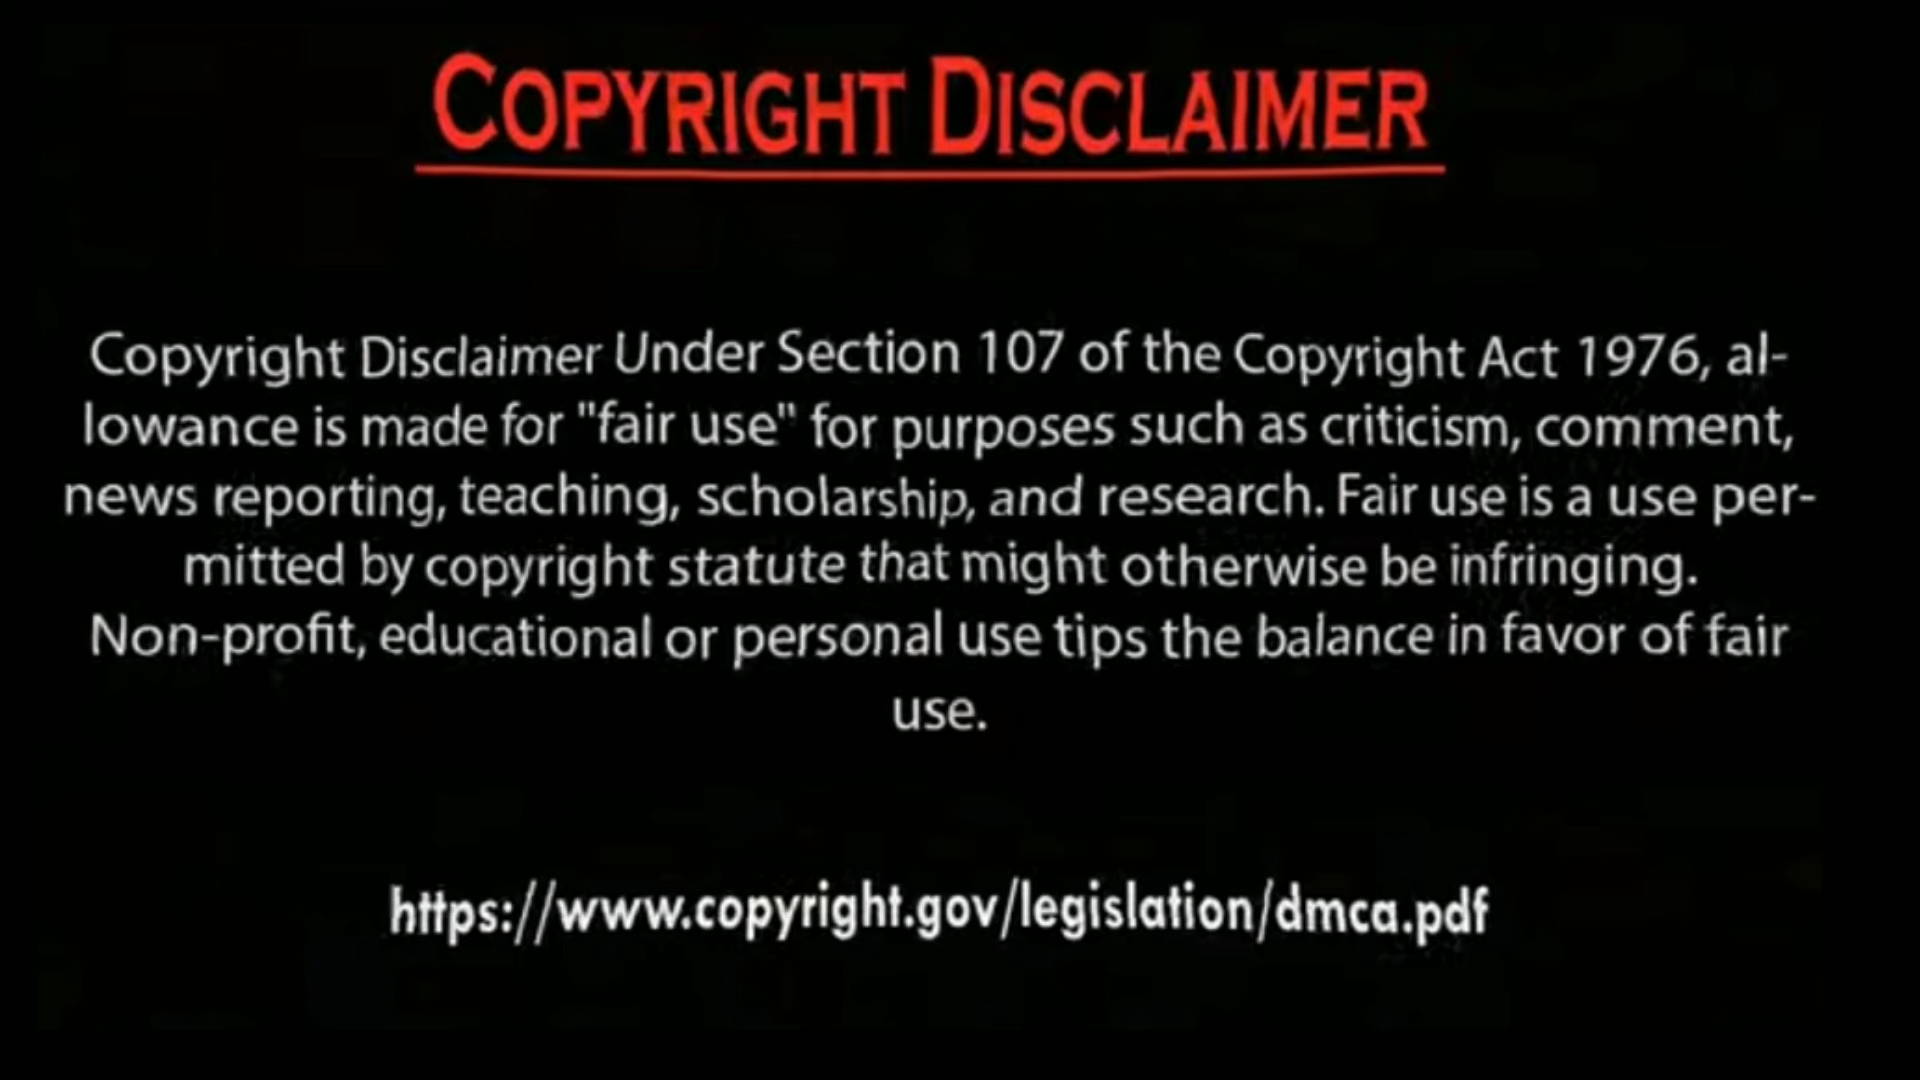 COPYRIGHT DISCLAIMER
Copyright Disclaimer Under Section 107 of the Copyright Act 1976, al-
lowance is made for "fair use" for purposes such as criticism, comment,
news reporting, teaching, scholarship, and research. Fair use is a use per-
mitted by copyright statute that might otherwise be infringing.
Non-profit, educational or personal use tips the balance in favor of fair
use.
https://www.copyright.gov/legislation/dmca.pdf